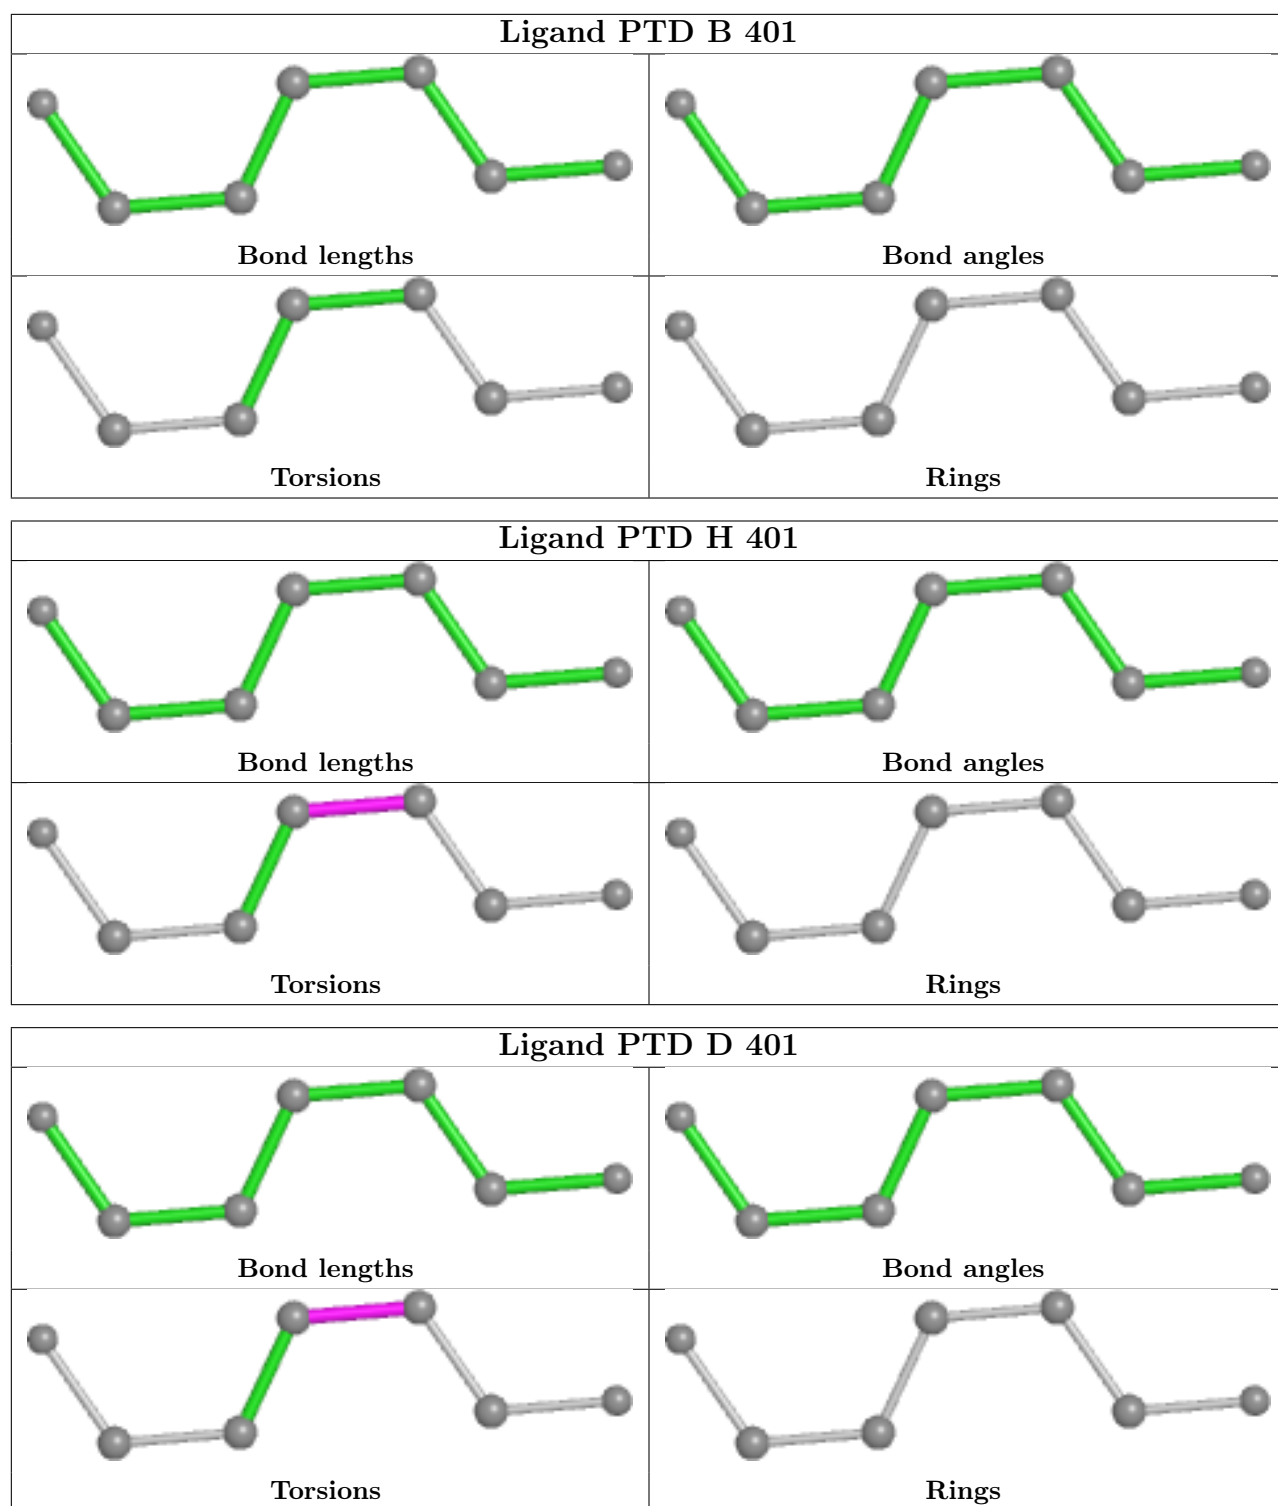 Ligand PTD B 401
Bond lengths
Bond angles
Torsions
Rings
Ligand PTD H 401
Bond lengths
Bond angles
Torsions
Rings
Ligand PTD D 401
Bond lengths
Bond angles
Torsions
Rings